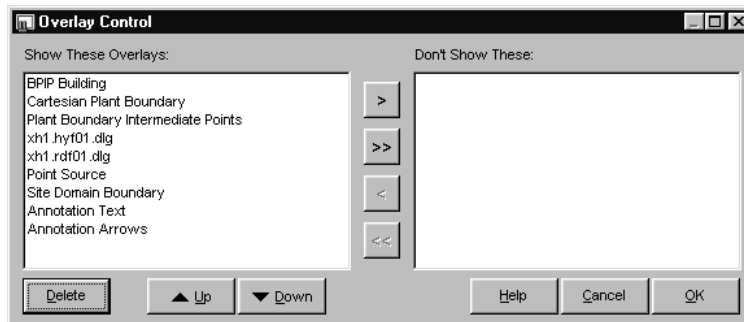 Overlay Control
Show These Overlays:
Don't Show These:
BPIP Building
Cartesian Plant Boundary
Plant Boundary Intermediate Points
xh1.hyf01.dlg
xh1.rdf01.dlg
Point Source
Site Domain Boundary
Annotation Text
Annotation Arrows
>
>>
<
<<
Delete
Up
Down
Help
Cancel
OK